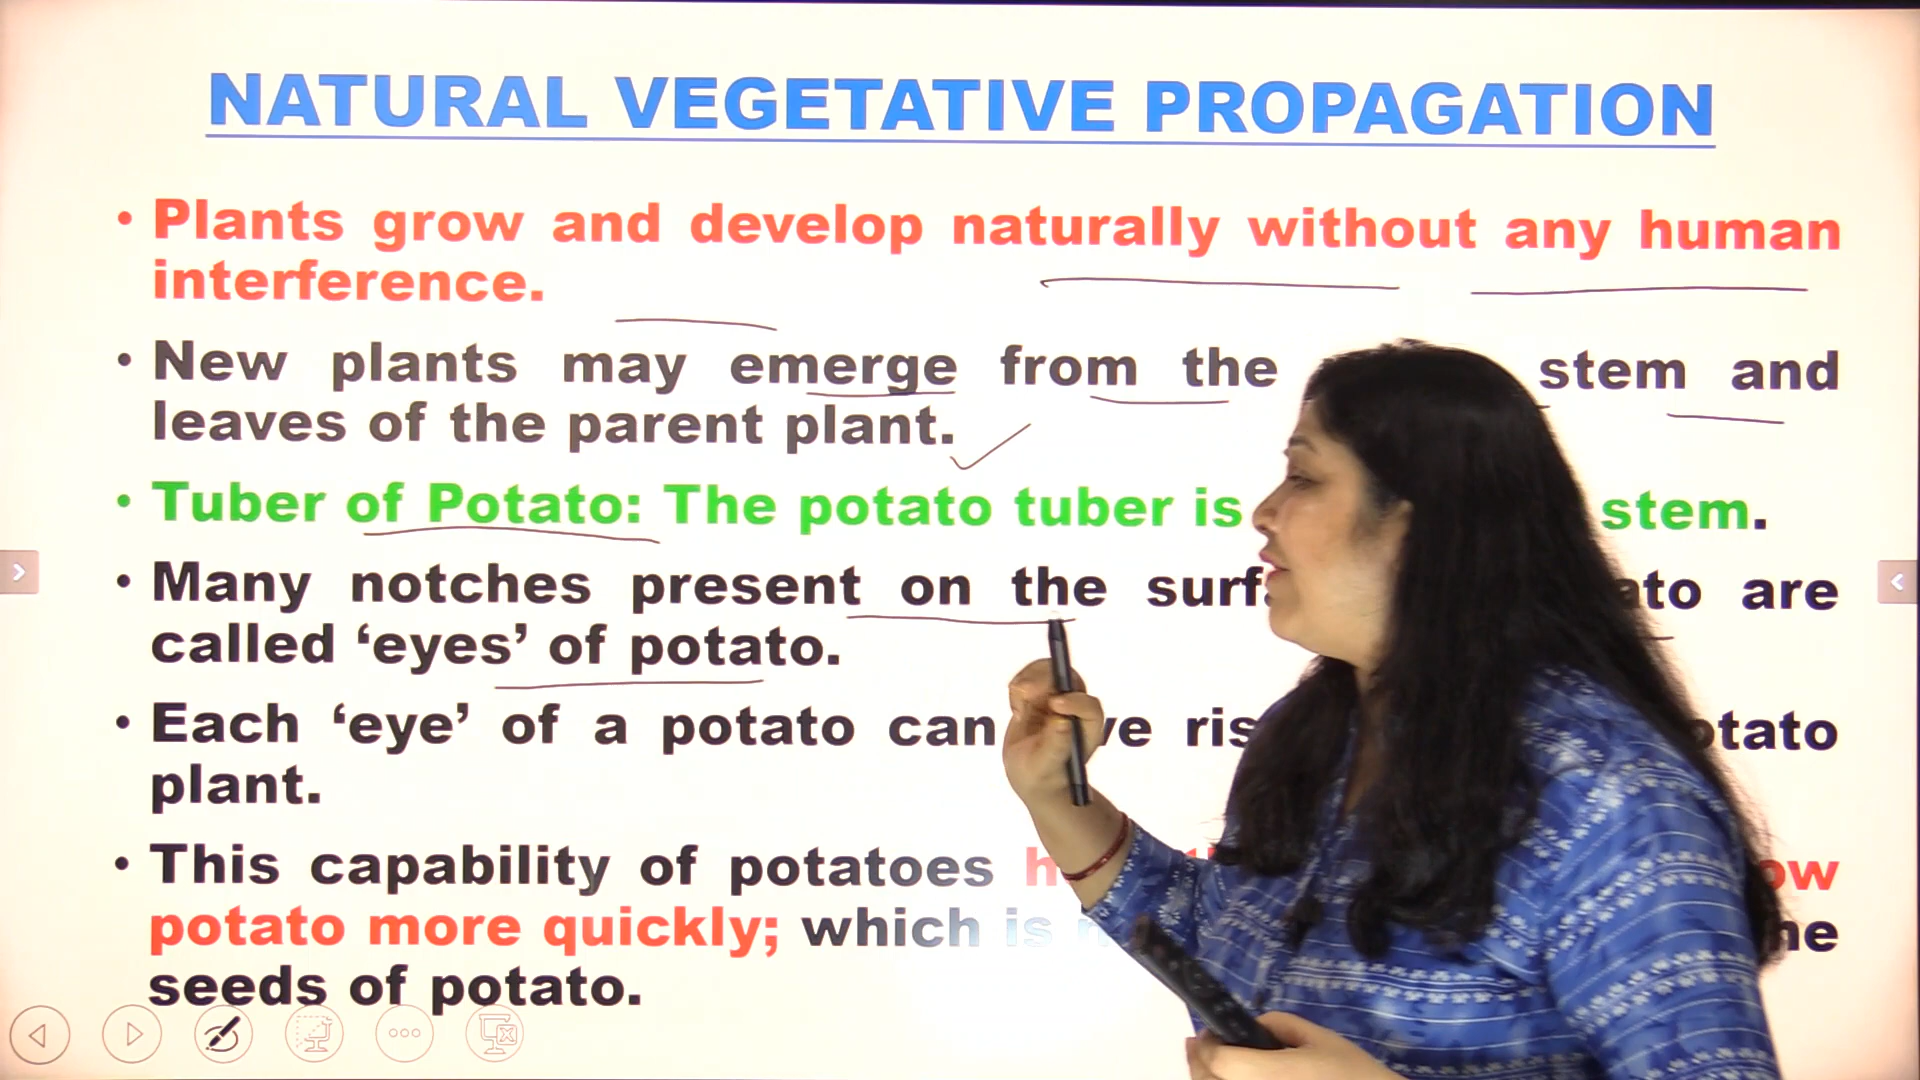 NATURAL VEGETATIVE PROPAGATION
• Plants grow and develop naturally without any human
interference.
• New plants may emerge from the stem and
leaves of the parent plant.
• Tuber of Potato: The potato tuber is stem.
• Many notches present on the are
called ‘eyes’ of potato.
• Each ‘eye’ of a potato can
plant.
• This capability of potatoes
potato more quickly; which is
seeds of potato.